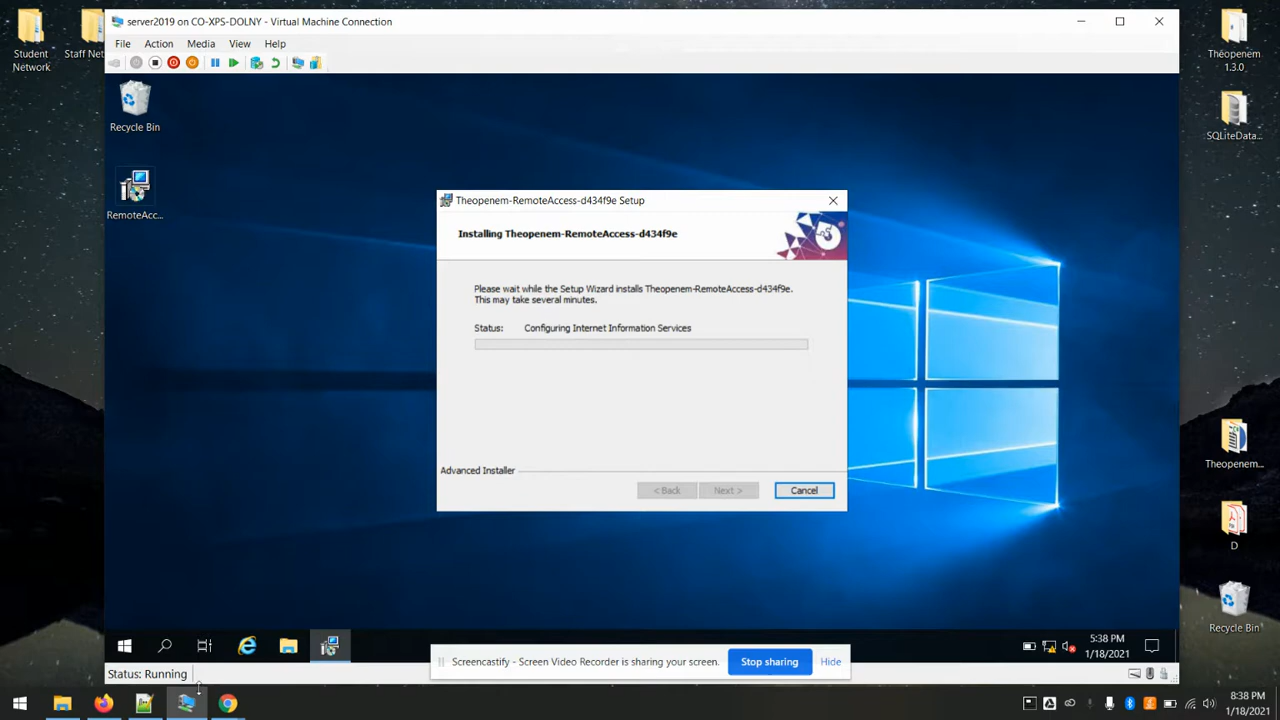 Student
Network
Staff Net
server2019 on CO-XPS-DOLNY - Virtual Machine Connection
File Action Media View Help
Recycle Bin
RemoteAcc...
Theopenem-RemoteAccess-d434f9e Setup
Installing Theopenem-RemoteAccess-d434f9e
Please wait while the Setup Wizard installs Theopenem-RemoteAccess-d434f9e.
This may take several minutes.
Status: Configuring Internet Information Services
Advanced Installer
< Back Next > Cancel
Theopenem
1.3.0
SQLiteData...
Theopenem...
D
Recycle Bin
5:38 PM
1/18/2021
Screencastify - Screen Video Recorder is sharing your screen. Stop sharing Hide
Status: Running
8:38 PM
1/18/2021